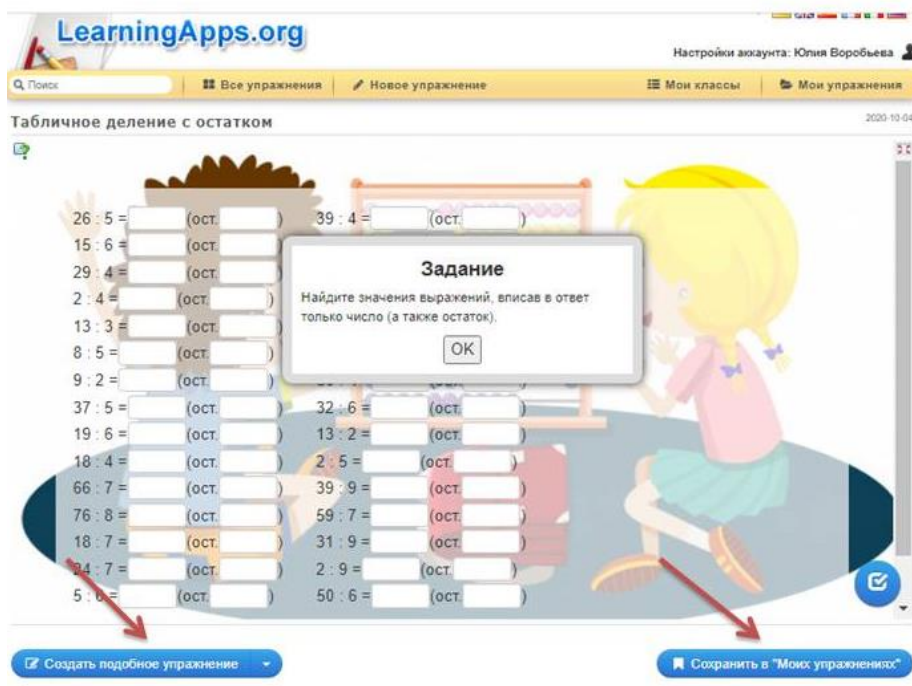 LearningApps.org
Настройки аккаунта: Юлия Воробьева
Поиск
Все упражнения
Новое упражнение
Мои классы
Мои упражнения
Табличное деление с остатком
2020-10-04
26 : 5 = (ост. ) 39 : 4 = (ост. )
15 : 6 = (ост.
29 : 4 = (ост.
2 : 4 = (ост. )
13 : 3 = (ост.
8 : 5 = (ост. )
9 : 2 = (ост. )
Задание
Найдите значения выражений, вписав в ответ
только число (а также остаток).
OK
37 : 5 = (ост. ) 32 : 6 = (ост. )
19 : 6 = (ост. ) 13 : 2 = (ост. )
18 : 4 = (ост. ) 2 : 5 = (ост. )
66 : 7 = (ост. ) 39 : 9 = (ост. )
76 : 8 = (ост. ) 59 : 7 = (ост. )
18 : 7 = (ост. ) 31 : 9 = (ост. )
: 7 = (ост. ) 2 : 9 = (ост. )
5 : 6 = (ост. ) 50 : 6 = (ост. )
Создать подобное упражнение
Сохранить в "Моих упражнениях"